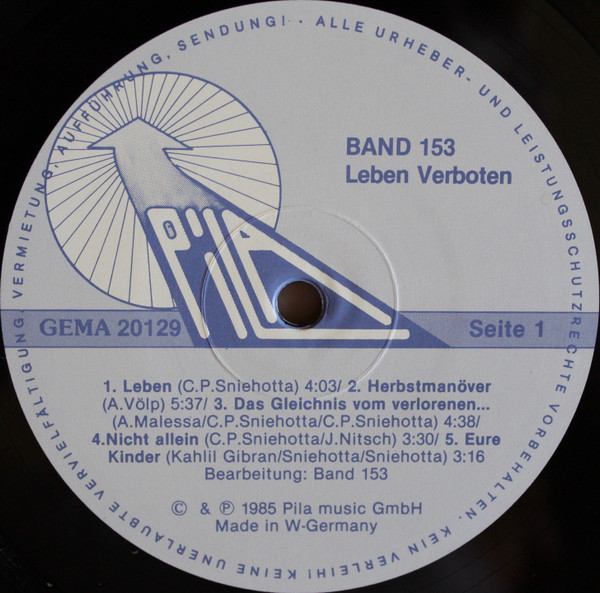 ALLE URHEBER- UND LEISTUNGSSCHUTZRECHTE VORBEHALTEN. KEIN VERLEIH! KEINE UNERLAUBTE VERVIELFÄLTIGUNG, VERMIETUNG, AUFFÜHRUNG, SENDUNG! ·
BAND 153
Leben Verboten
PILA
GEMA 20129
Seite 1
1. Leben (C.P.Sniehotta) 4:03/ 2. Herbstmanöver
(A.Völp) 5:37/ 3. Das Gleichnis vom verlorenen...
(A.Malessa/C.P.Sniehotta/C.P.Sniehotta) 4:38/
4.Nicht allein (C.P.Sniehotta/J.Nitsch) 3:30/ 5. Eure
Kinder (Kahlil Gibran/Sniehotta/Sniehotta) 3:16
Bearbeitung: Band 153
© & ℗ 1985 Pila music GmbH
Made in W-Germany